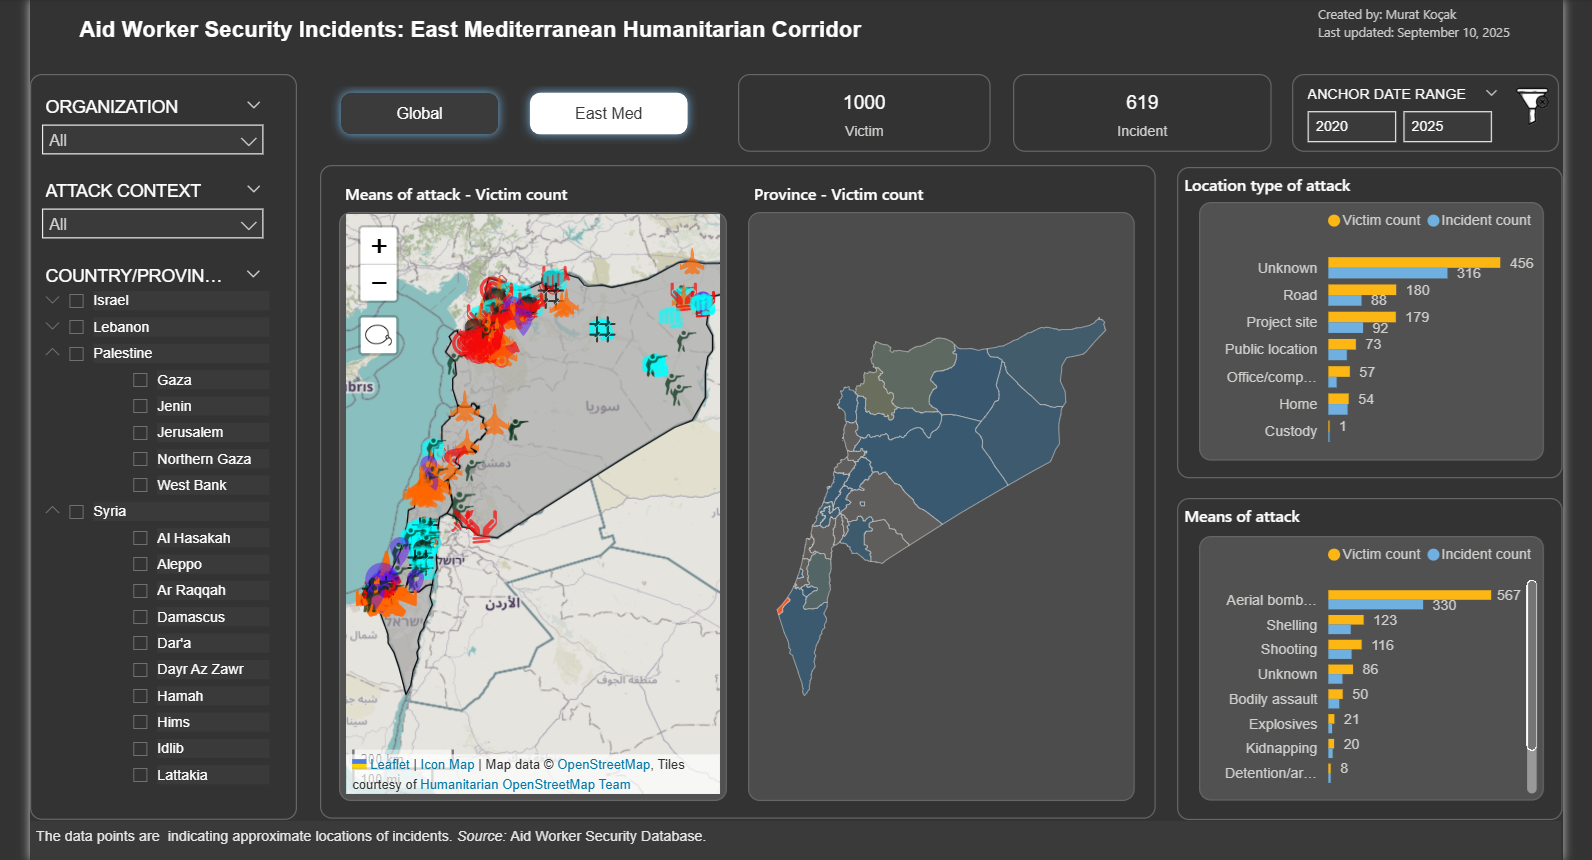 Aid Worker Security Incidents: East Mediterranean Humanitarian Corridor
Created by: Murat Koçak
Last updated: September 10, 2025
ORGANIZATION
All
ATTACK CONTEXT
All
COUNTRY/PROVIN...
Israel
Lebanon
Palestine
Gaza
Jenin
Jerusalem
Northern Gaza
West Bank
Syria
Al Hasakah
Aleppo
Ar Raqqah
Damascus
Dar'a
Dayr Az Zawr
Hamah
Hims
Idlib
Lattakia
Global
East Med
1000
Victim
619
Incident
ANCHOR DATE RANGE
2020
2025
Means of attack - Victim count
+
−
ıbrıs
سوريا
دمشق
ירושל
الأردن
ישראל
شمال
منطقة الجوف
شبه جز
سينا
Leaflet | Icon Map | Map data © OpenStreetMap, Tiles
courtesy of Humanitarian OpenStreetMap Team
Province - Victim count
Location type of attack
Victim count Incident count
Unknown 456
316
Road 180
88
Project site 179
92
Public location 73
Office/comp... 57
Home 54
Custody 1
Means of attack
Victim count Incident count
Aerial bomb... 567
330
Shelling 123
Shooting 116
Unknown 86
Bodily assault 50
Explosives 21
Kidnapping 20
Detention/ar... 8
The data points are indicating approximate locations of incidents. Source: Aid Worker Security Database.